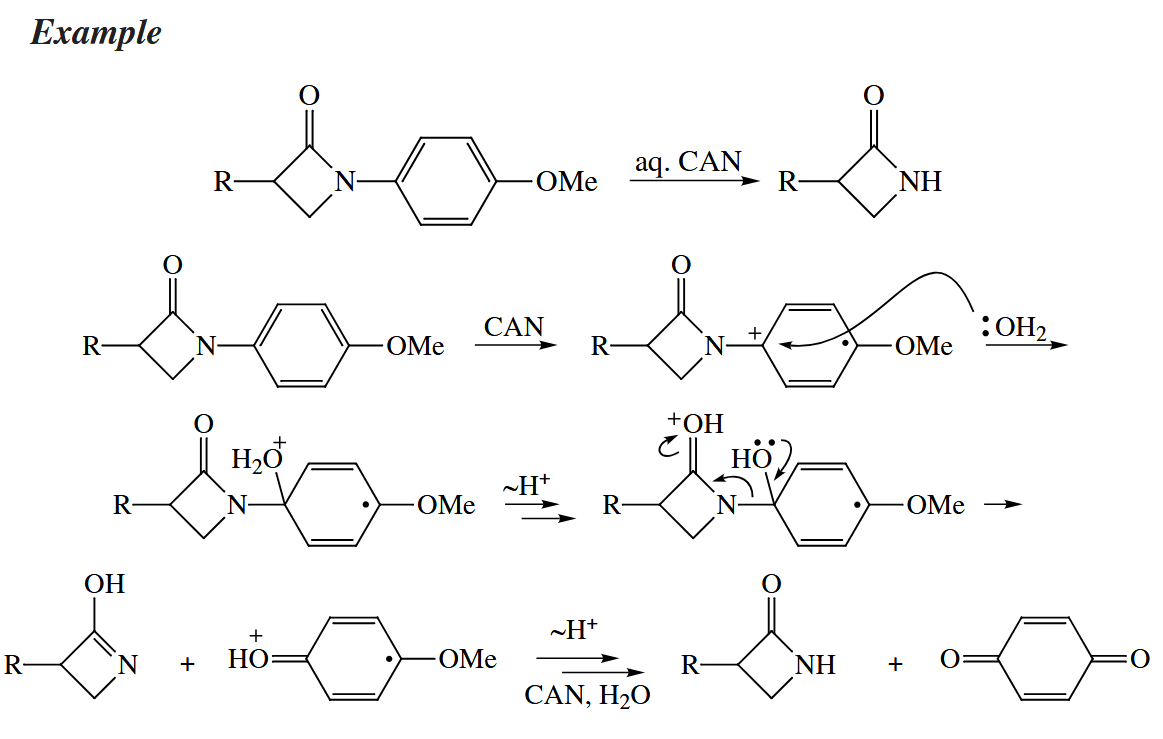 Example
O O
R N OMe aq. CAN R NH
O O
R N OMe CAN R N + • OMe :OH₂
O + +OH
H₂O HO••
R N • OMe ~H⁺ R N • OMe
OH O
+ ~H⁺
R N + HO • OMe R NH + O O
CAN, H₂O